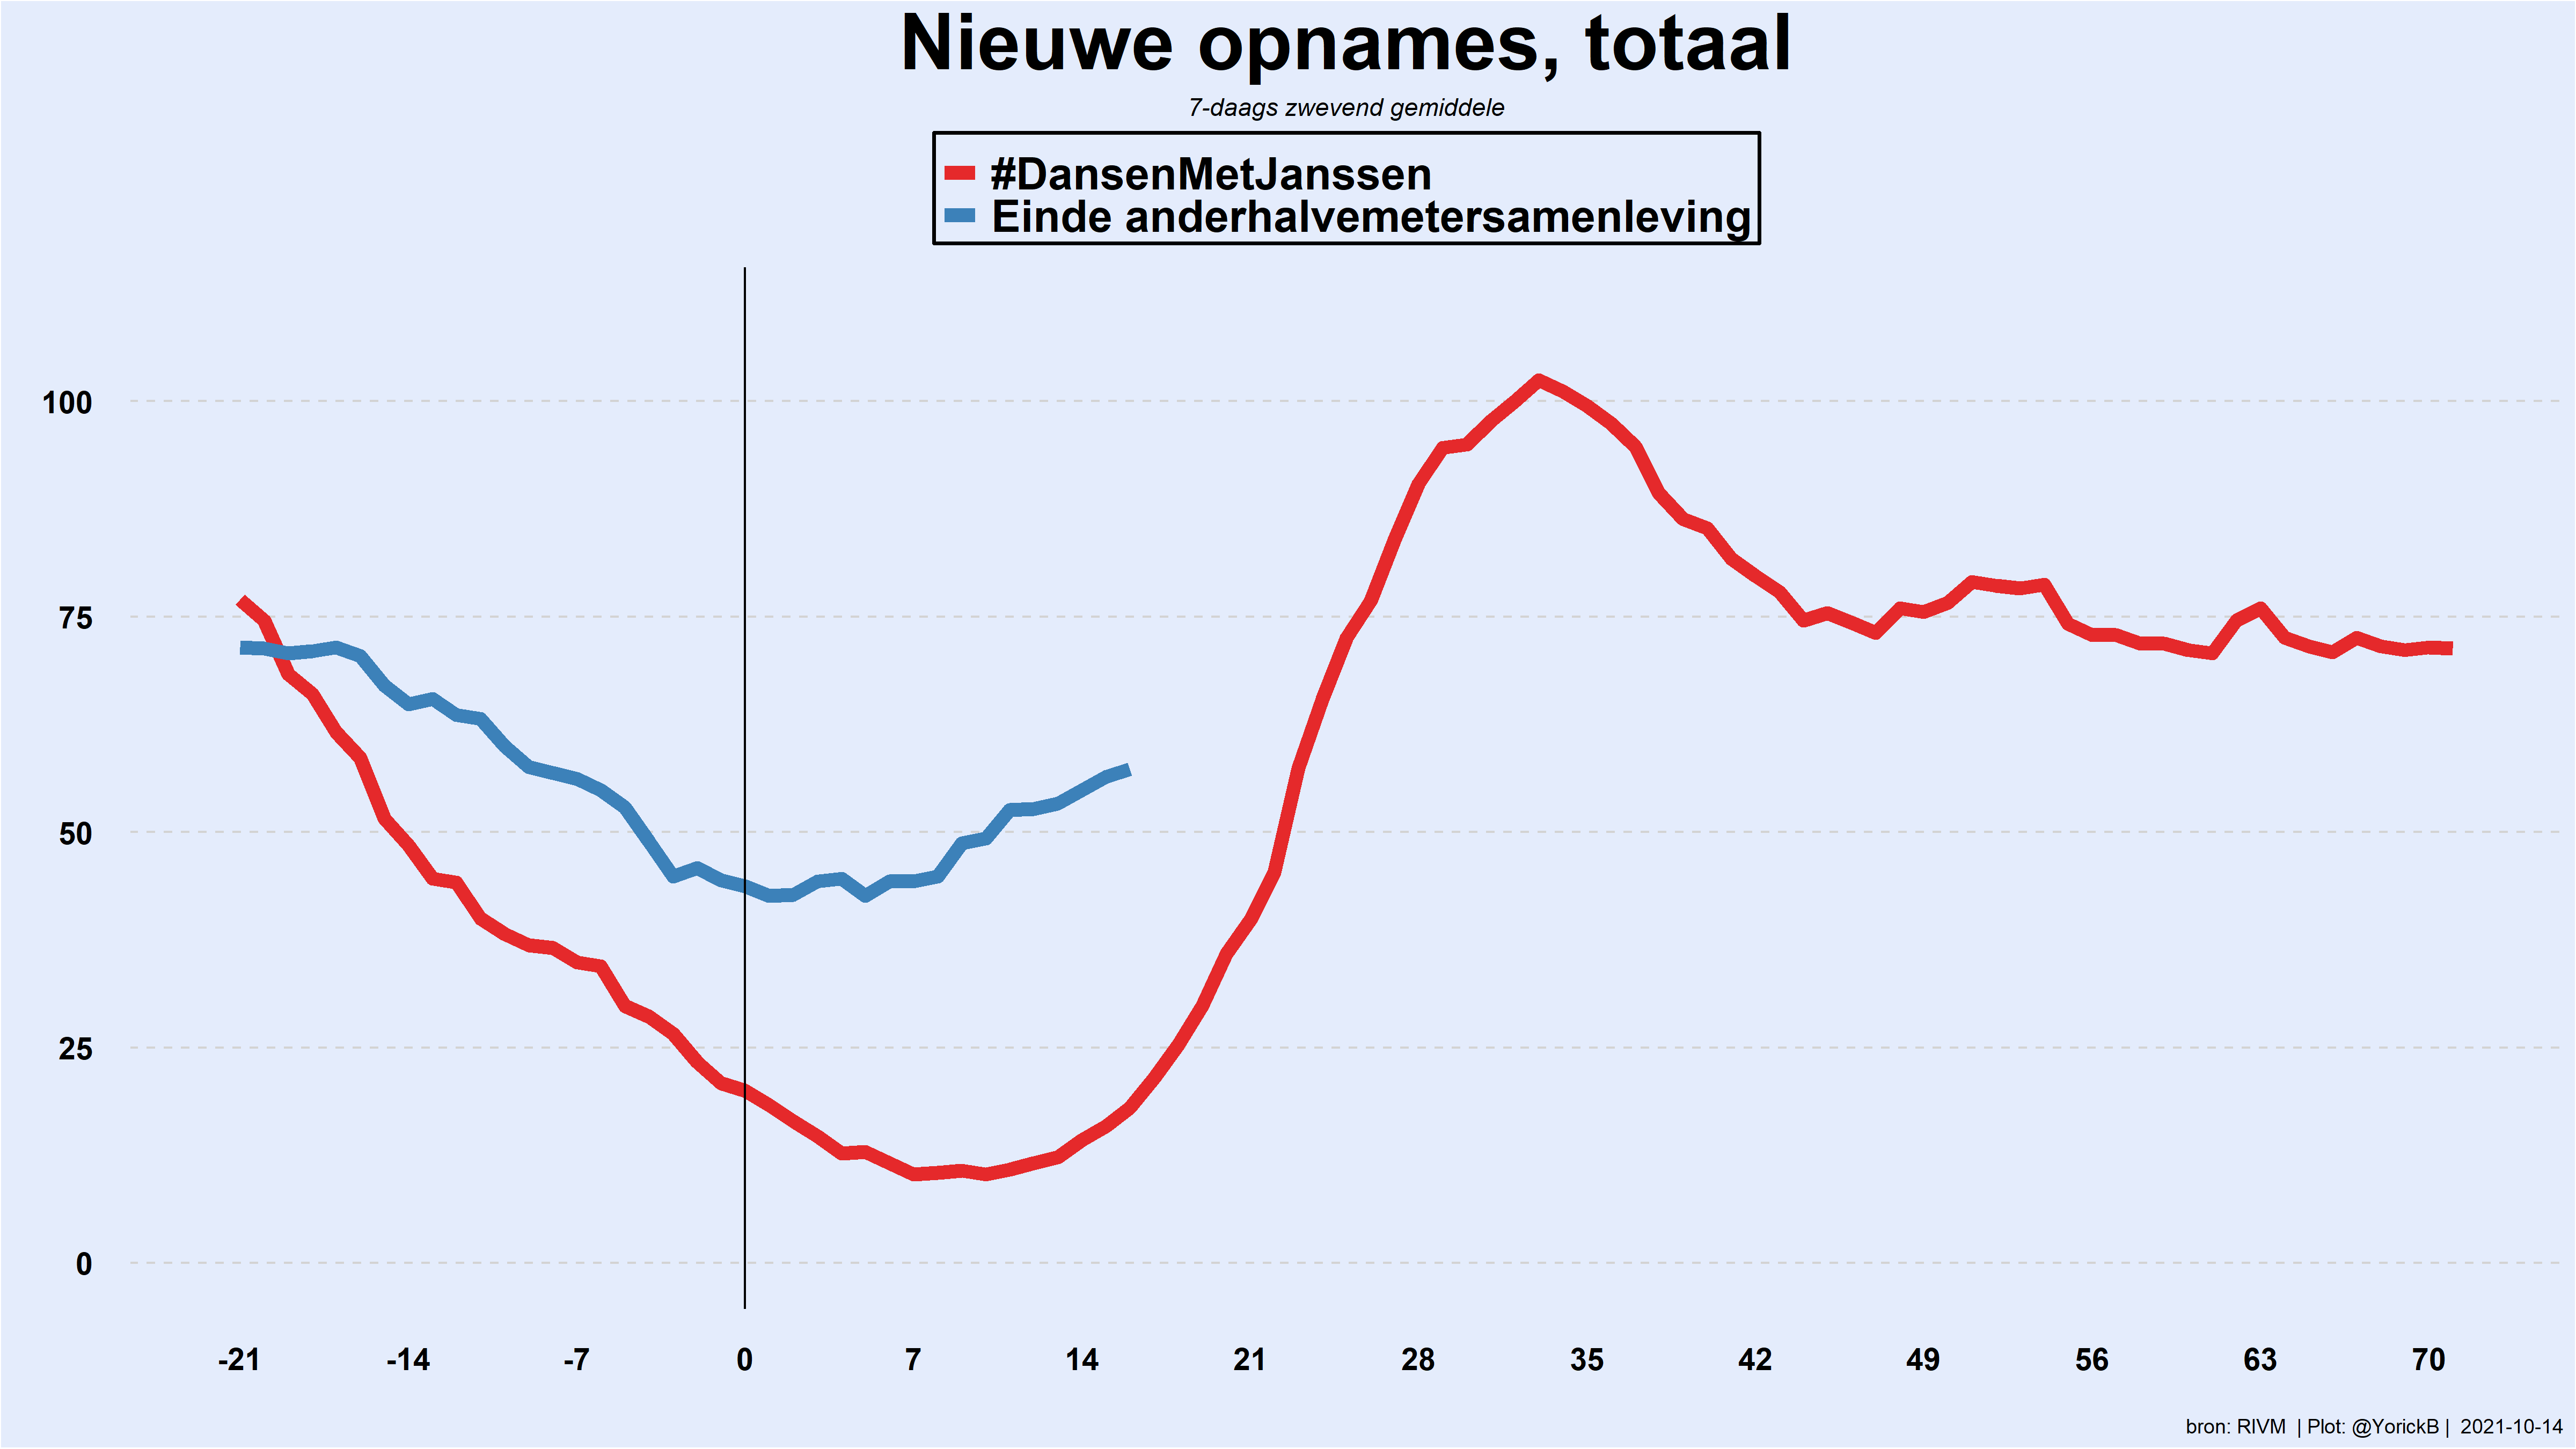 Nieuwe opnames, totaal
7-daags zwevend gemiddele
#DansenMetJanssen
Einde anderhalvemetersamenleving
100
75
50
25
0
-21 -14 -7 0 7 14 21 28 35 42 49 56 63 70
bron: RIVM | Plot: @YorickB | 2021-10-14